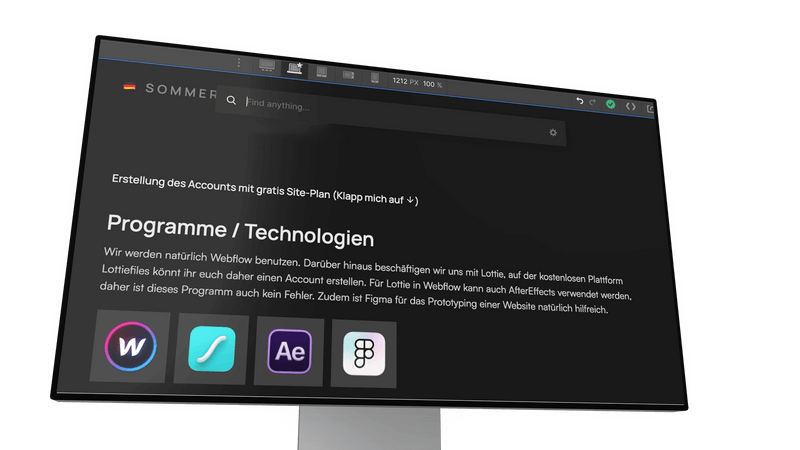 1212 PX 100 %
SOMMER
Find anything...
Erstellung des Accounts mit gratis Site-Plan (Klapp mich auf ↓)
Programme / Technologien
Wir werden natürlich Webflow benutzen. Darüber hinaus beschäftigen wir uns mit Lottie, auf der kostenlosen Plattform
Lottiefiles könnt ihr euch daher einen Account erstellen. Für Lottie in Webflow kann auch AfterEffects verwendet werden,
daher ist dieses Programm auch kein Fehler. Zudem ist Figma für das Prototyping einer Website natürlich hilfreich.
W Ae